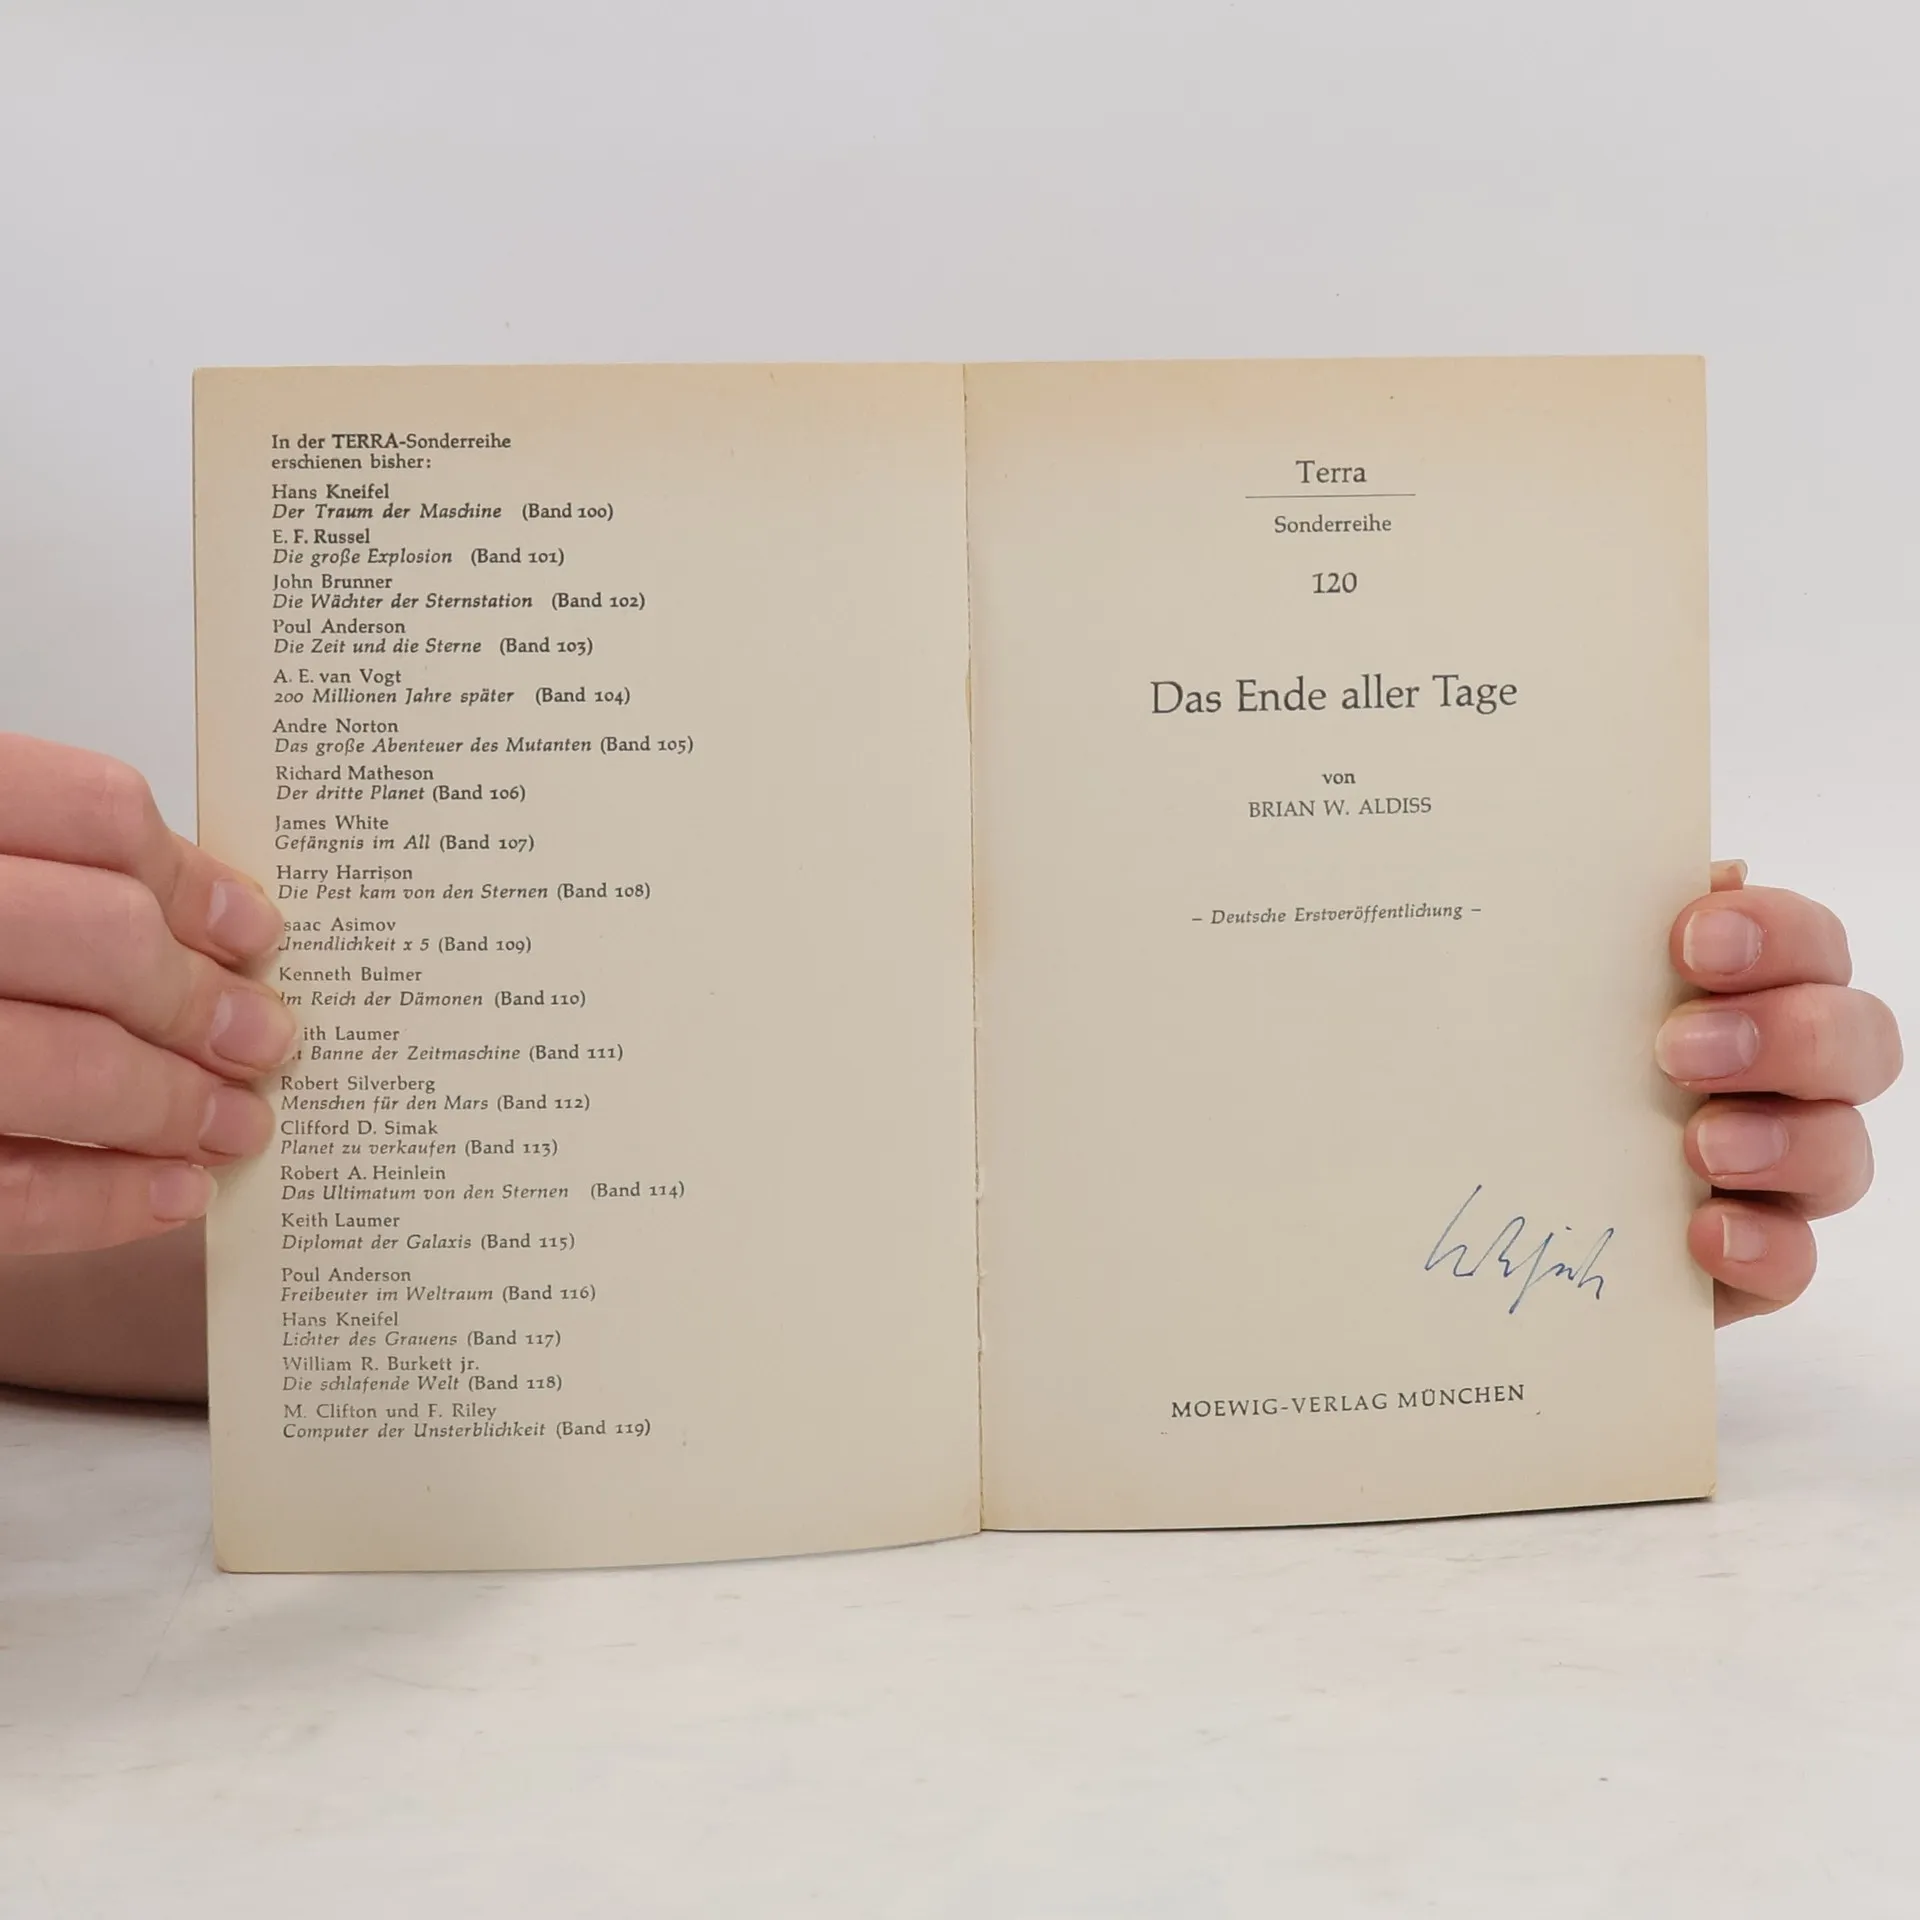 In der TERRA-Sonderreihe
erschienen bisher:
Hans Kneifel
Der Traum der Maschine (Band 100)
E. F. Russel
Die große Explosion (Band 101)
John Brunner
Die Wächter der Sternstation (Band 102)
Poul Anderson
Die Zeit und die Sterne (Band 103)
A. E. van Vogt
200 Millionen Jahre später (Band 104)
Andre Norton
Das große Abenteuer des Mutanten (Band 105)
Richard Matheson
Der dritte Planet (Band 106)
James White
Gefängnis im All (Band 107)
Harry Harrison
Die Pest kam von den Sternen (Band 108)
saac Asimov
Unendlichkeit x 5 (Band 109)
Kenneth Bulmer
Im Reich der Dämonen (Band 110)
ith Laumer
Banne der Zeitmaschine (Band 111)
Robert Silverberg
Menschen für den Mars (Band 112)
Clifford D. Simak
Planet zu verkaufen (Band 113)
Robert A. Heinlein
Das Ultimatum von den Sternen (Band 114)
Keith Laumer
Diplomat der Galaxis (Band 115)
Poul Anderson
Freibeuter im Weltraum (Band 116)
Hans Kneifel
Lichter des Grauens (Band 117)
William R. Burkett jr.
Die schlafende Welt (Band 118)
M. Clifton und F. Riley
Computer der Unsterblichkeit (Band 119)
Terra
Sonderreihe
120
Das Ende aller Tage
von
BRIAN W. ALDISS
– Deutsche Erstveröffentlichung –
MOEWIG-VERLAG MÜNCHEN